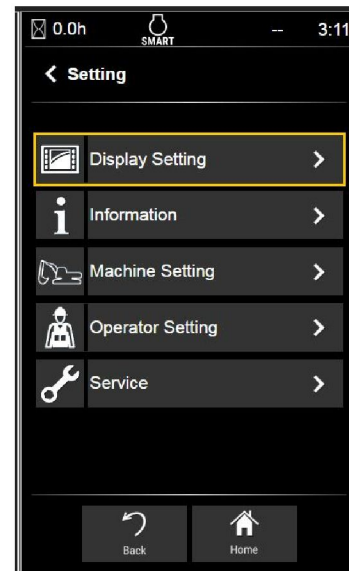 0.0h SMART -- 3:11
Setting
Display Setting
Information
Machine Setting
Operator Setting
Service
Back Home